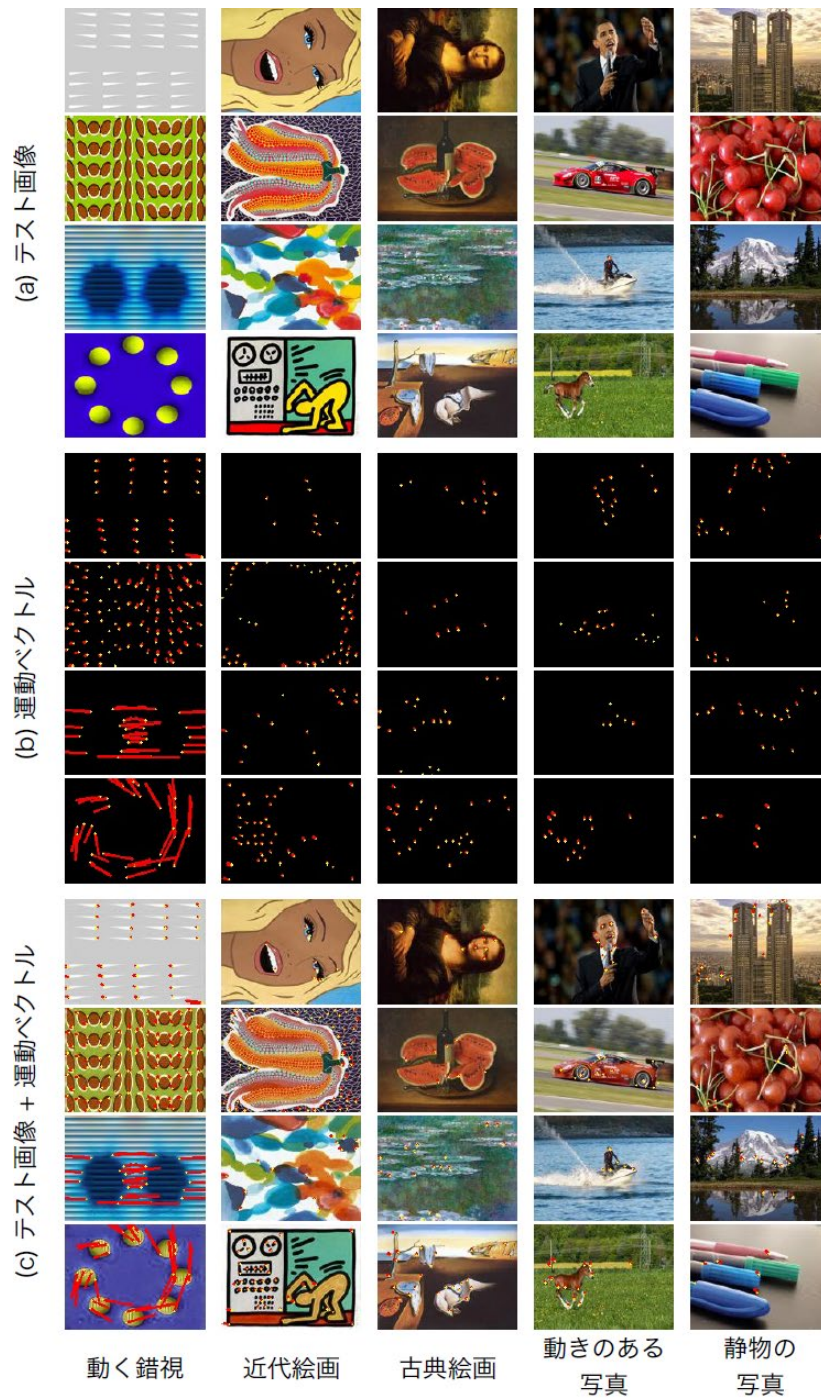 (a) テスト画像
(b) 運動ベクトル
(c) テスト画像 + 運動ベクトル
動く錯視
近代絵画
古典絵画
動きのある
写真
静物の
写真